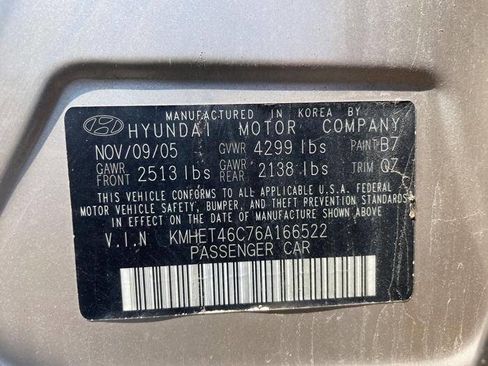 MANUFACTURED IN KOREA BY
HYUNDAI MOTOR COMPANY
NOV/09/05 GVWR 4299 lbs PAINT B7
GAWR FRONT 2513 lbs GAWR REAR 2138 lbs TRIM QZ
THIS VEHICLE CONFORMS TO ALL APPLICABLE U.S.A. FEDERAL
MOTOR VEHICLE SAFETY, BUMPER, AND THEFT PREVENTION STANDARDS
IN EFFECT ON THE DATE OF MANUFACTURE SHOWN ABOVE.
V.I.N KMHET46C76A166522
PASSENGER CAR